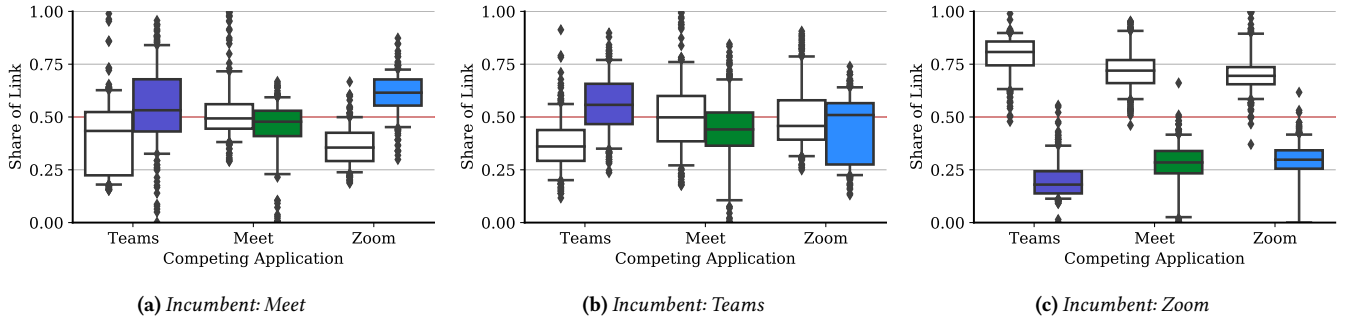 1.00
0.75
0.50
0.25
0.00
Share of Link
Teams Meet Zoom
Competing Application
(a) Incumbent: Meet
1.00
0.75
0.50
0.25
0.00
Share of Link
Teams Meet Zoom
Competing Application
(b) Incumbent: Teams
1.00
0.75
0.50
0.25
0.00
Share of Link
Teams Meet Zoom
Competing Application
(c) Incumbent: Zoom